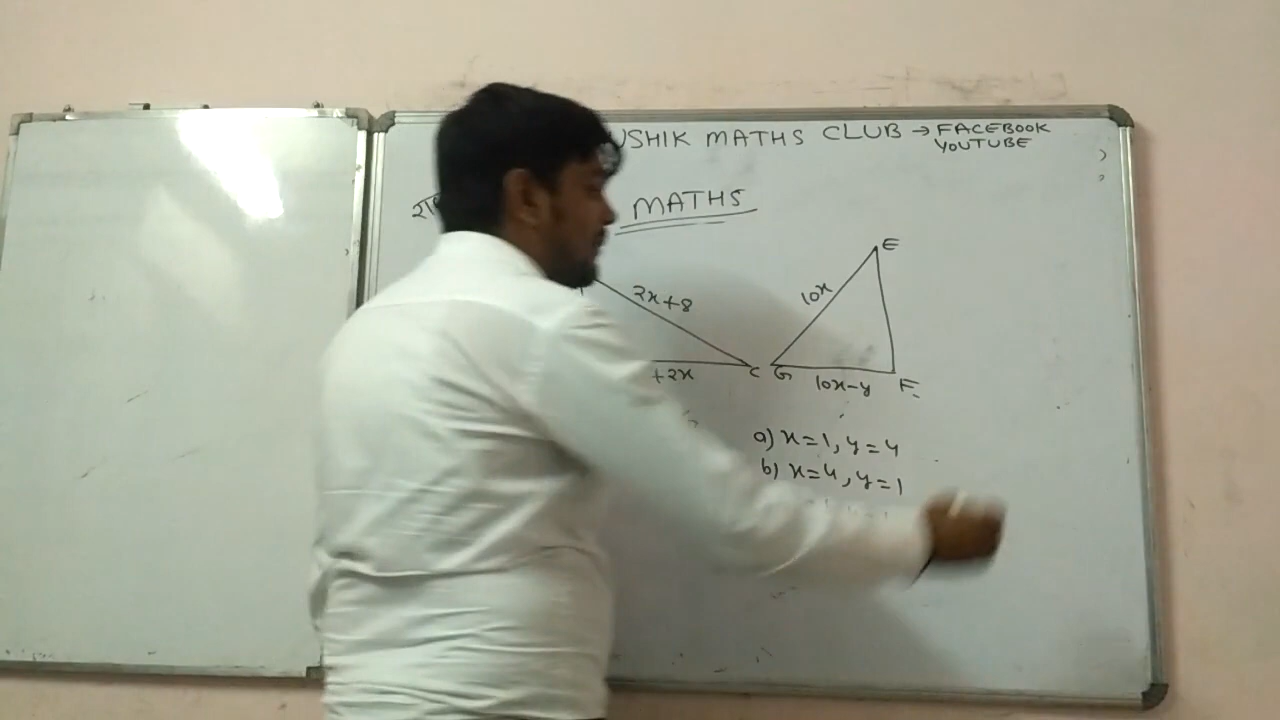 USHIK MATHS CLUB → FACEBOOK
YOUTUBE
MATHS
E
10x
2x+8
+2x
C
G
10x-y
F
a) x=1, y=4
b) x=4, y=1